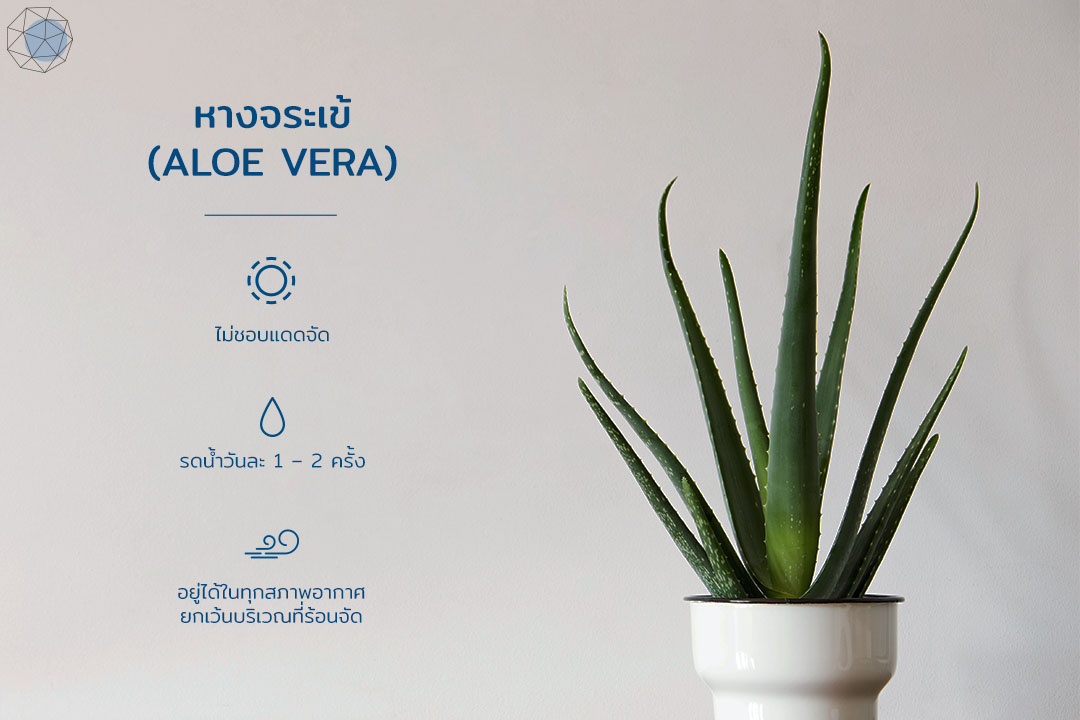 หางจระเข้
(ALOE VERA)
ไม่ชอบแดดจัด
รดน้ำวันละ 1 – 2 ครั้ง
อยู่ได้ในทุกสภาพอากาศ
ยกเว้นบริเวณที่ร้อนจัด